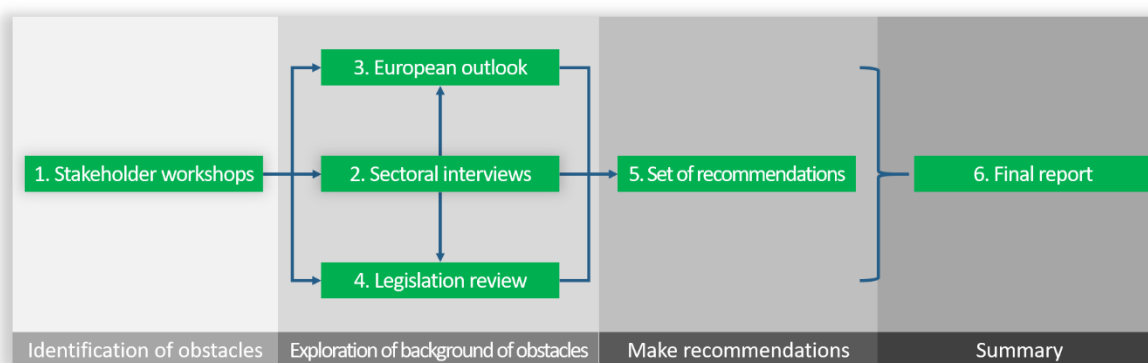 3. European outlook
1. Stakeholder workshops
2. Sectoral interviews
5. Set of recommendations
6. Final report
4. Legislation review
Identification of obstacles
Exploration of background of obstacles
Make recommendations
Summary